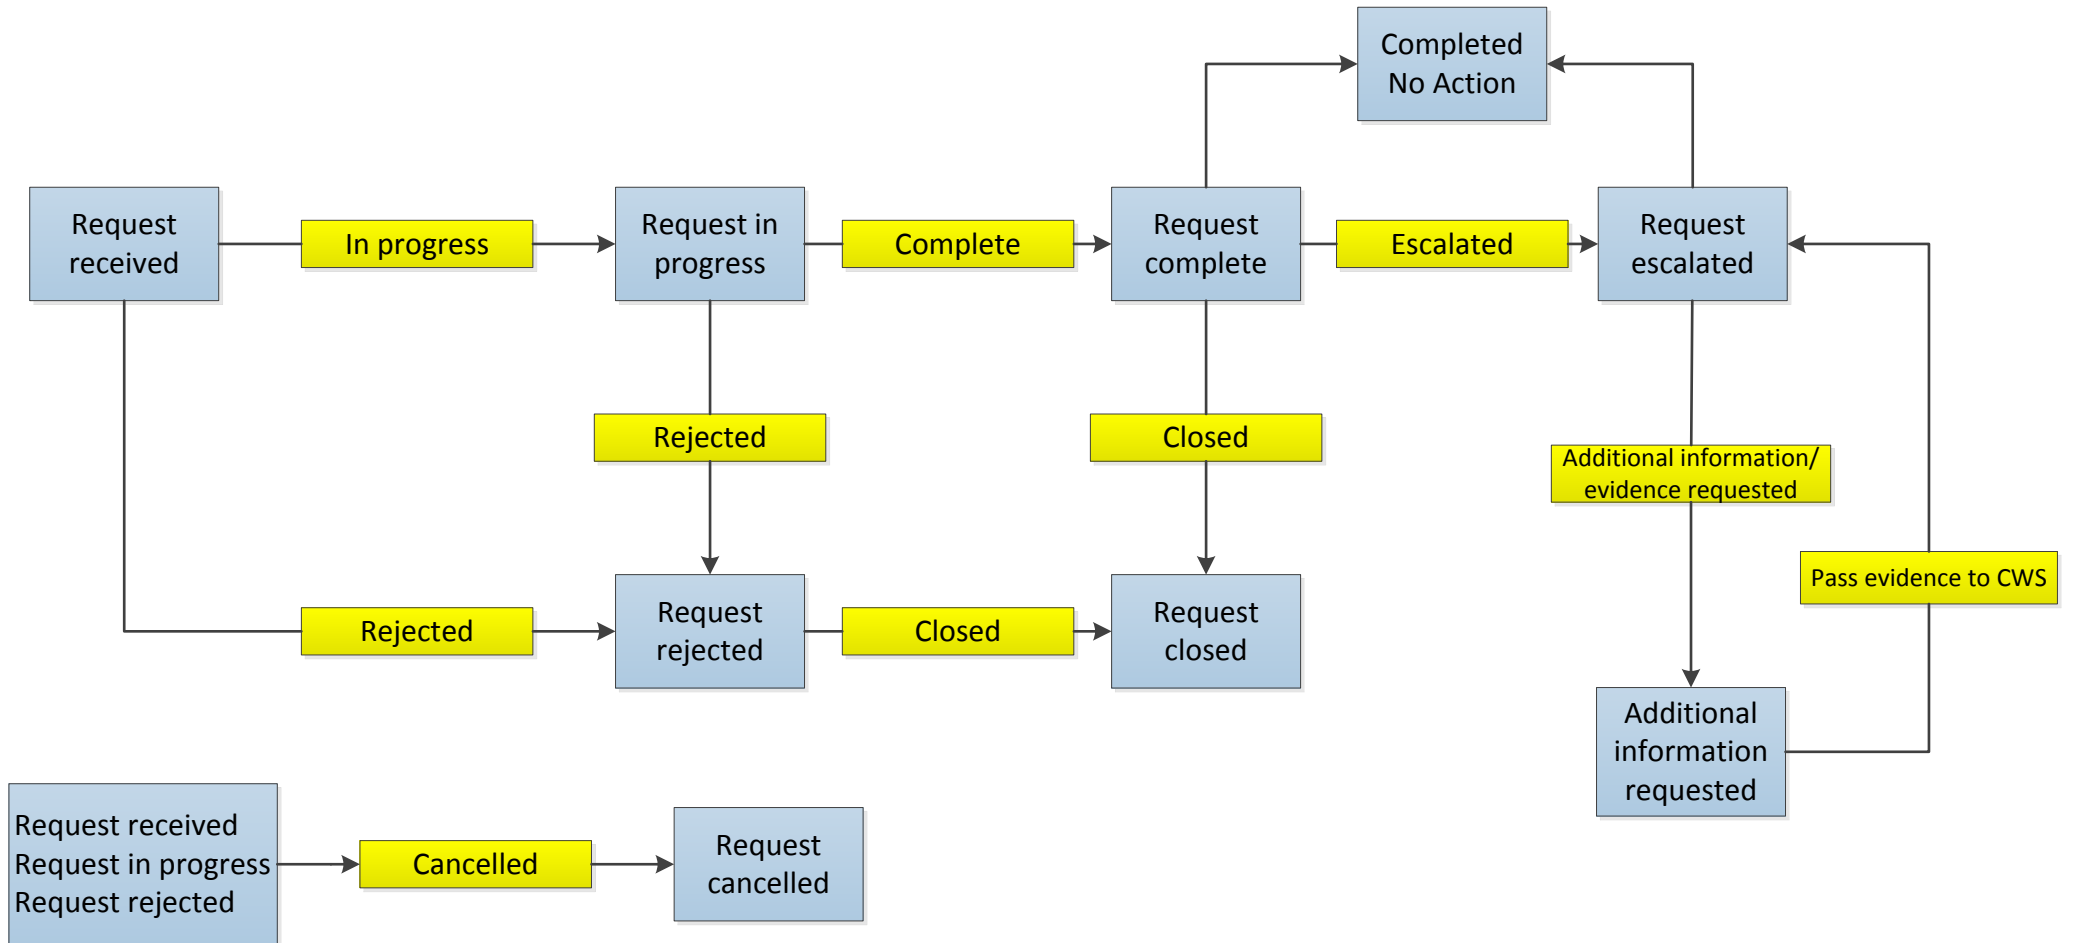 Completed
No Action
Request
received
In progress
Request in
progress
Complete
Request
complete
Escalated
Request
escalated
Rejected
Closed
Additional information/
evidence requested
Pass evidence to CWS
Rejected
Request
rejected
Closed
Request
closed
Additional
information
requested
Request received
Request in progress
Request rejected
Cancelled
Request
cancelled